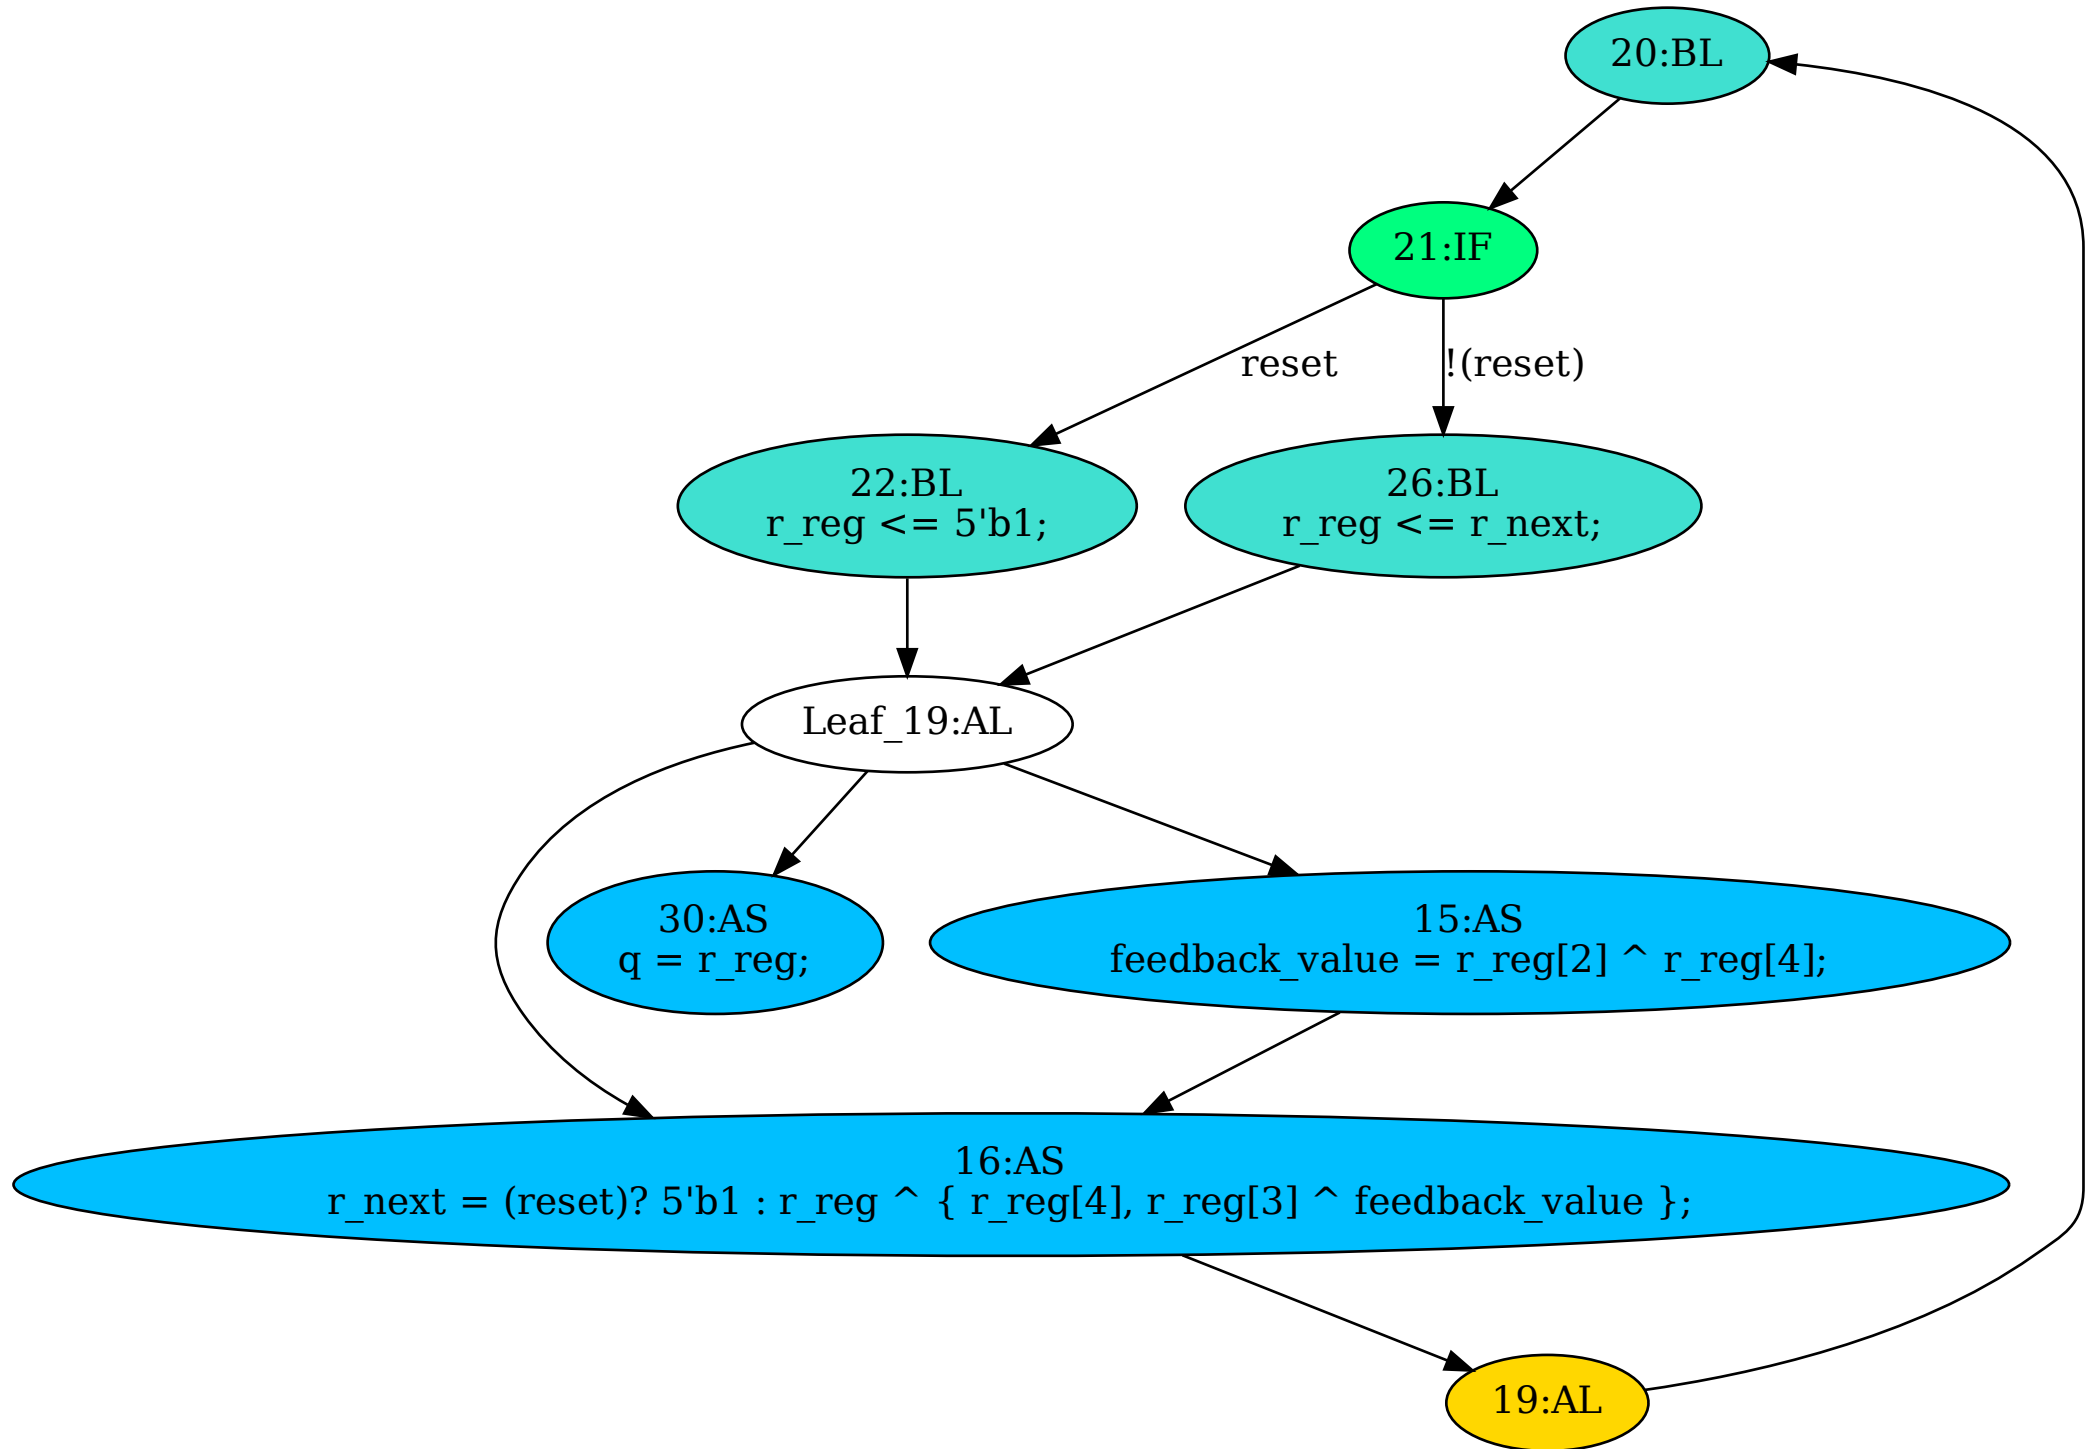 20:BL
21:IF
reset
!(reset)
22:BL
r_reg <= 5'b1;
26:BL
r_reg <= r_next;
Leaf_19:AL
30:AS
q = r_reg;
15:AS
feedback_value = r_reg[2] ^ r_reg[4];
16:AS
r_next = (reset)? 5'b1 : r_reg ^ { r_reg[4], r_reg[3] ^ feedback_value };
19:AL